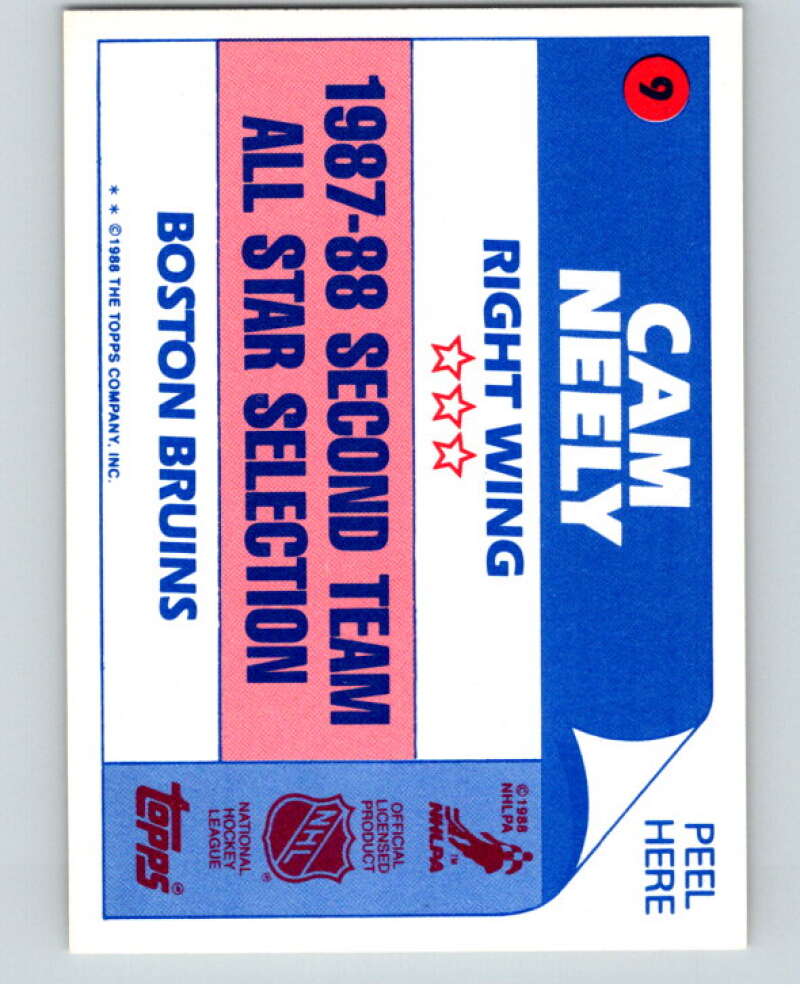 9
CAM
NEELY
PEEL
HERE
RIGHT WING
1987-88 SECOND TEAM
ALL STAR SELECTION
BOSTON BRUINS
* * ©1988 THE TOPPS COMPANY, INC.
©1988
NHLPA
NHLPA™
OFFICIAL
LICENSED
PRODUCT
NHL®
NATIONAL
HOCKEY
LEAGUE
topps®